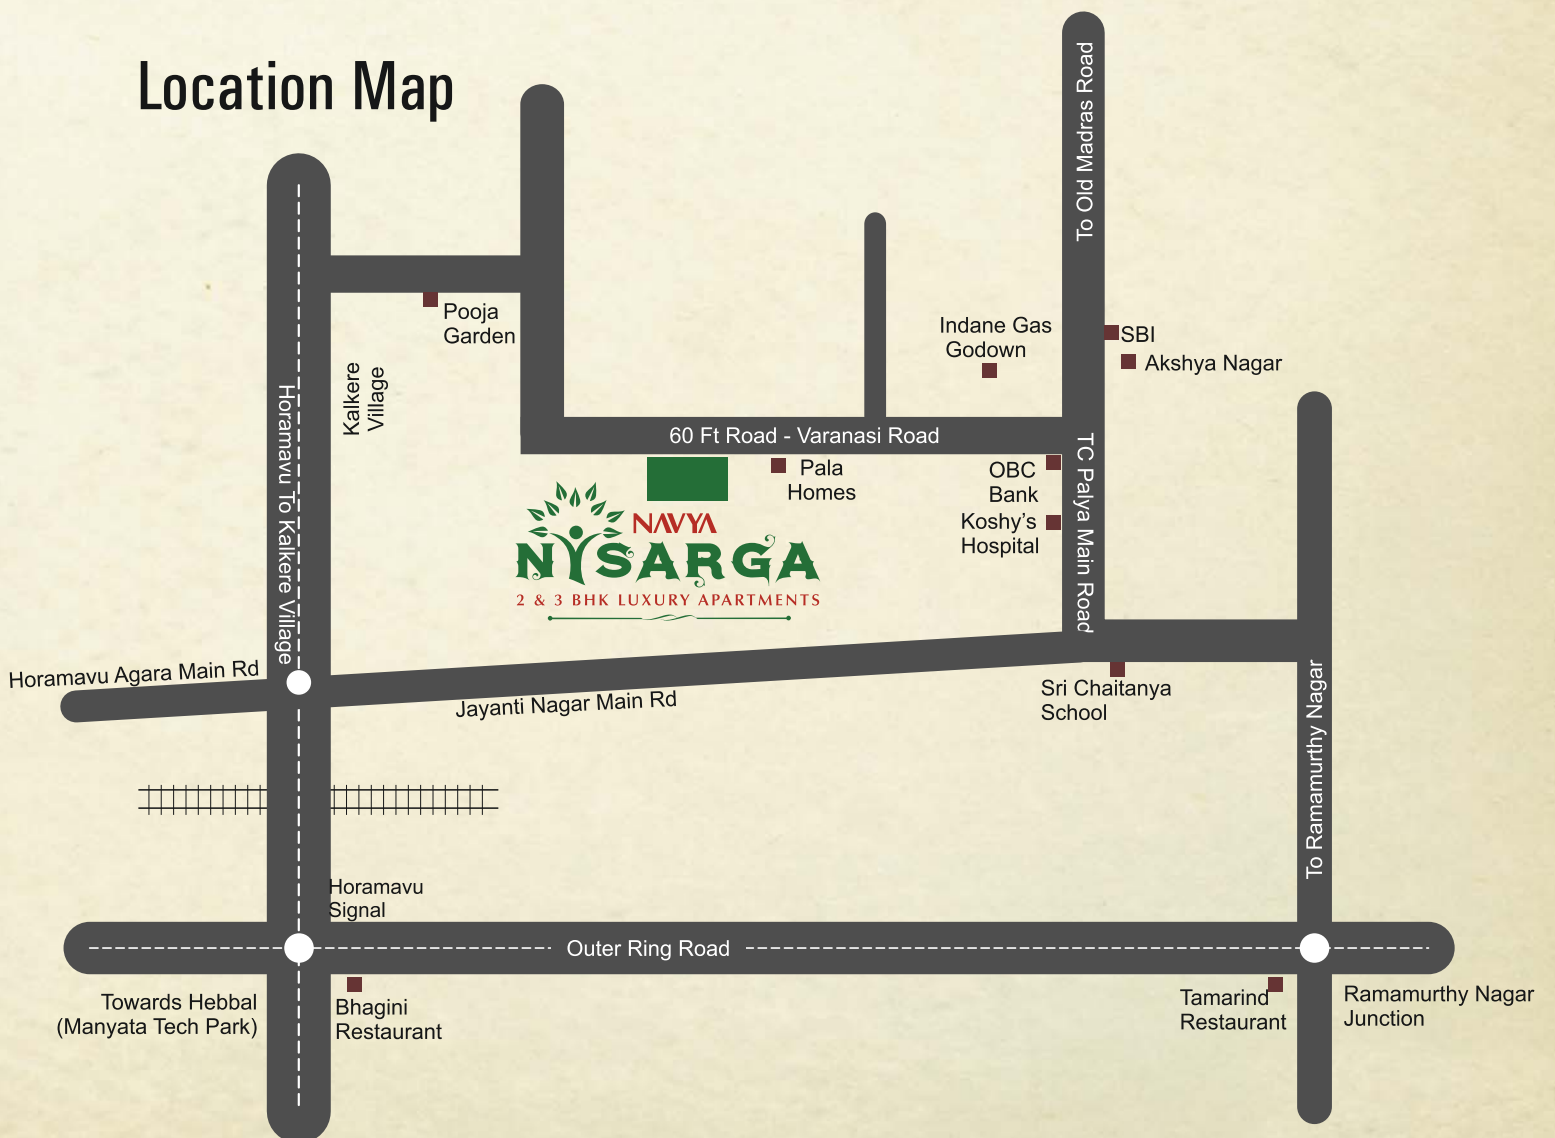 Location Map
To Old Madras Road
Pooja
Garden
Kalkere
Village
Indane Gas
Godown
SBI
Akshya Nagar
Horamavu To Kalkere Village
60 Ft Road - Varanasi Road
Pala
Homes
OBC
Bank
Koshy's
Hospital
TC Palya Main Road
NAVYA
NYSARGA
2 & 3 BHK LUXURY APARTMENTS
Horamavu Agara Main Rd
Jayanti Nagar Main Rd
Sri Chaitanya
School
To Ramamurthy Nagar
Horamavu
Signal
Outer Ring Road
Towards Hebbal
(Manyata Tech Park)
Bhagini
Restaurant
Tamarind
Restaurant
Ramamurthy Nagar
Junction